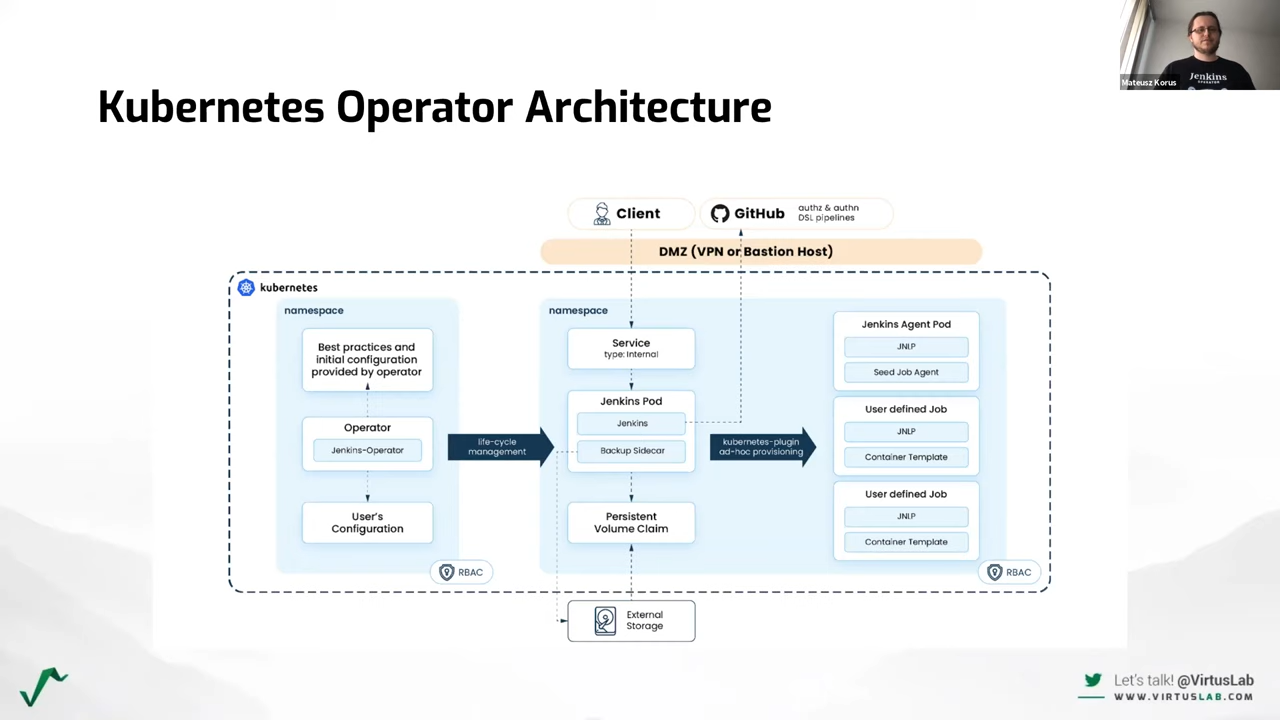 Jenkins
OPERATOR
Mateusz Korus
Kubernetes Operator Architecture
Client
GitHub
authz & authn
DSL pipelines
DMZ (VPN or Bastion Host)
kubernetes
namespace
Best practices and
initial configuration
provided by operator
Operator
Jenkins-Operator
User's
Configuration
RBAC
life-cycle
management
namespace
Service
type: Internal
Jenkins Pod
Jenkins
Backup Sidecar
Persistent
Volume Claim
kubernetes-plugin
ad-hoc provisioning
Jenkins Agent Pod
JNLP
Seed Job Agent
User defined Job
JNLP
Container Template
User defined Job
JNLP
Container Template
RBAC
External
Storage
Let's talk! @VirtusLab
WWW.VIRTUSLAB.COM